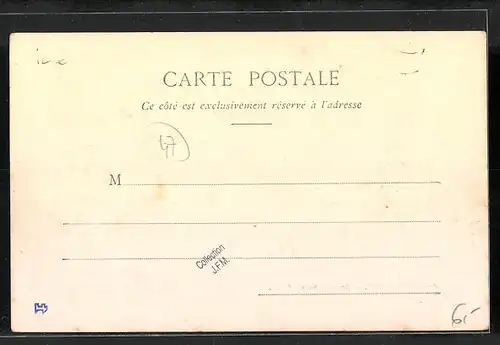 CARTE POSTALE
Ce côté est exclusivement réservé à l'adresse
47
M
Collection
J.F.M.